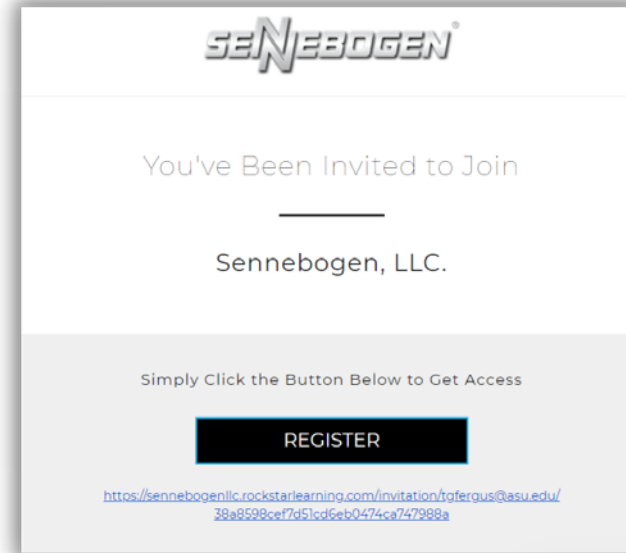 SENNEBOGEN®
You've Been Invited to Join
Sennebogen, LLC.
Simply Click the Button Below to Get Access
REGISTER
https://sennebogenllc.rockstarlearning.com/invitation/tgfergus@asu.edu/
38a8598cef7d51cd6eb0474ca747988a